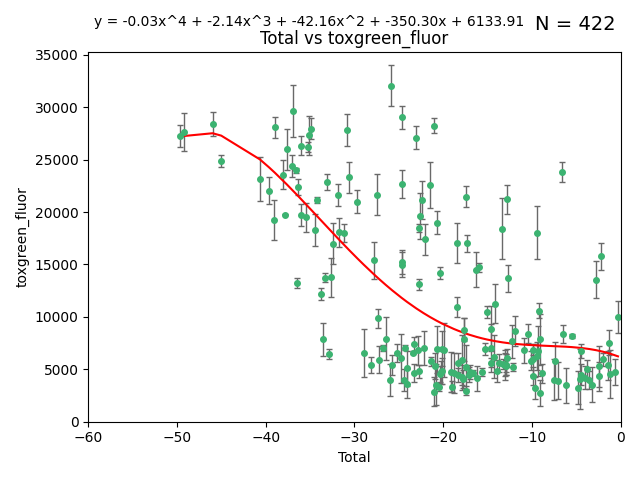 y = -0.03x^4 + -2.14x^3 + -42.16x^2 + -350.30x + 6133.91 N = 422
Total vs toxgreen_fluor
35000
30000
25000
20000
15000
10000
5000
0
toxgreen_fluor
−60 −50 −40 −30 −20 −10 0
Total